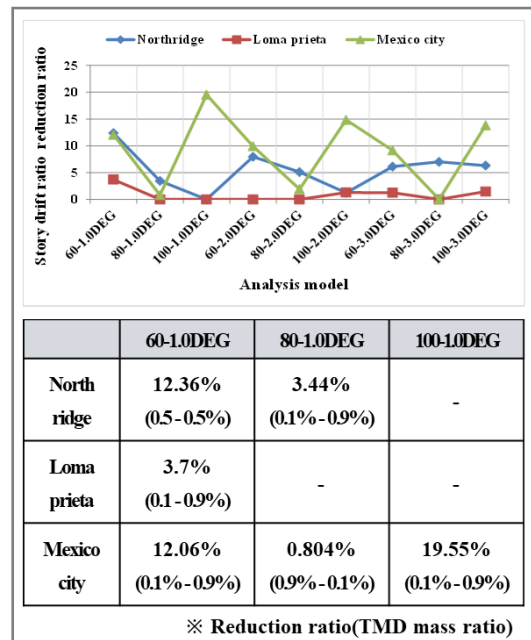 Northridge Loma prieta Mexico city
Story drift ratio reduction ratio
25
20
15
10
5
0
60-1.0DEG
80-1.0DEG
100-1.0DEG
60-2.0DEG
80-2.0DEG
100-2.0DEG
60-3.0DEG
80-3.0DEG
100-3.0DEG
Analysis model
60-1.0DEG 80-1.0DEG 100-1.0DEG
North ridge
12.36% (0.5-0.5%)
3.44% (0.1%-0.9%)
-
Loma prieta
3.7% (0.1-0.9%)
-
-
Mexico city
12.06% (0.1%-0.9%)
0.804% (0.9%-0.1%)
19.55% (0.1%-0.9%)
※ Reduction ratio(TMD mass ratio)